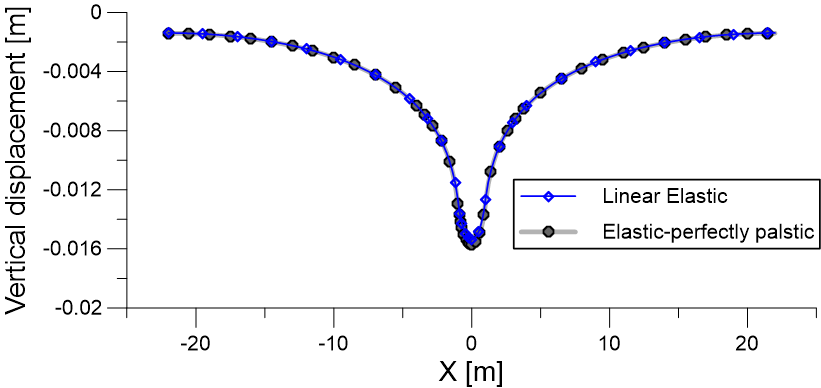 Vertical displacement [m]
0
-0.004
-0.008
-0.012
-0.016
-0.02
Linear Elastic
Elastic-perfectly palstic
-20
-10
0
10
20
X [m]